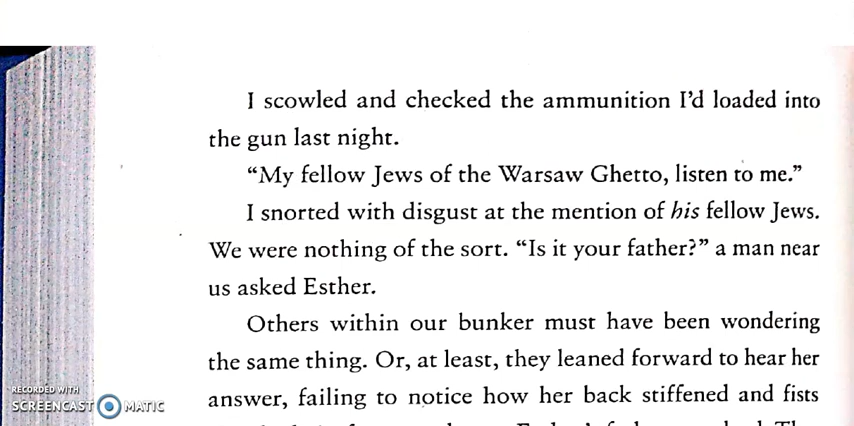 I scowled and checked the ammunition I'd loaded into
the gun last night.
"My fellow Jews of the Warsaw Ghetto, listen to me."
I snorted with disgust at the mention of his fellow Jews.
We were nothing of the sort. "Is it your father?" a man near
us asked Esther.
Others within our bunker must have been wondering
the same thing. Or, at least, they leaned forward to hear her
answer, failing to notice how her back stiffened and fists
RECORDED WITH
SCREENCAST MATIC